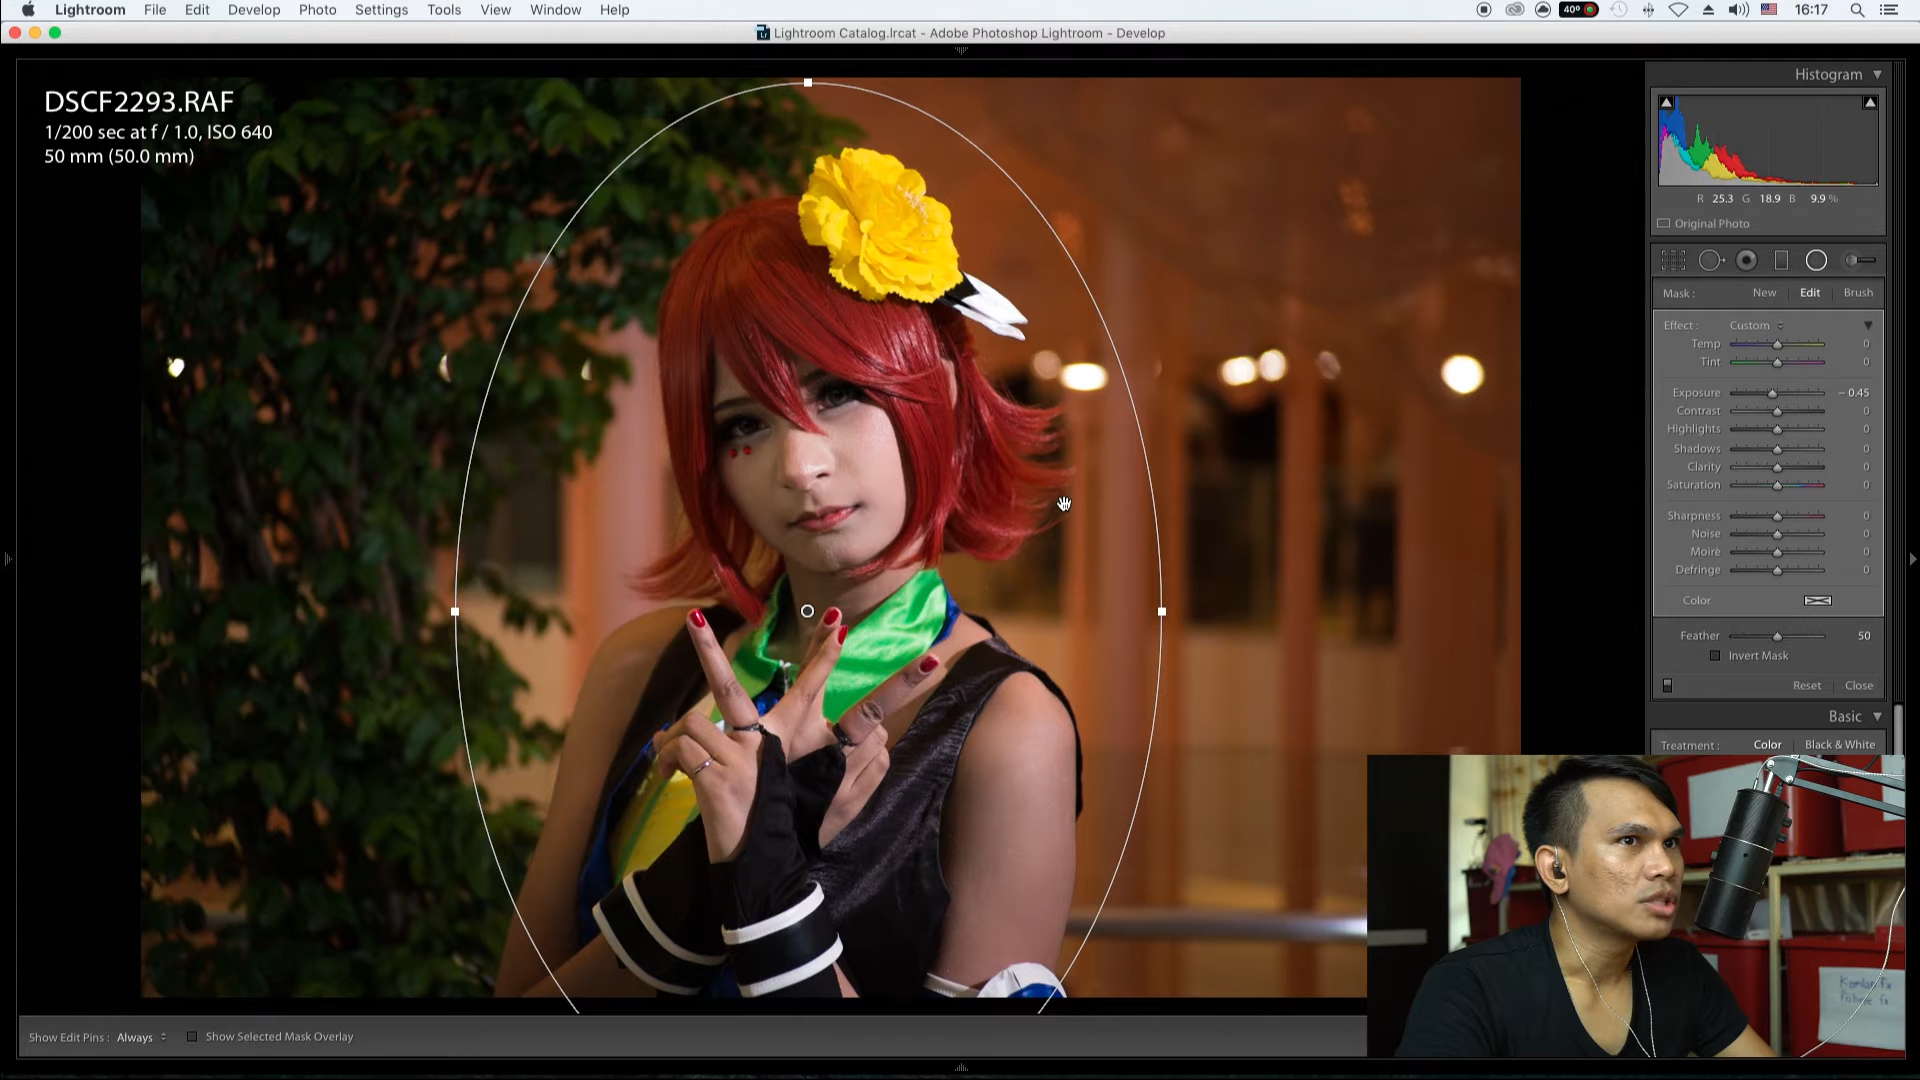 Lightroom File Edit Develop Photo Settings Tools View Window Help 40° 16:17
Lightroom Catalog.lrcat - Adobe Photoshop Lightroom - Develop
DSCF2293.RAF
1/200 sec at f / 1.0, ISO 640
50 mm (50.0 mm)
Histogram
R 25.3 G 18.9 B 9.9 %
Original Photo
Mask : New Edit Brush
Effect : Custom
Temp 0
Tint 0
Exposure – 0.45
Contrast 0
Highlights 0
Shadows 0
Clarity 0
Saturation 0
Sharpness 0
Noise 0
Moiré 0
Defringe 0
Color
Feather 50
Invert Mask
Reset Close
Basic
Treatment : Color Black & White
Show Edit Pins : Always Show Selected Mask Overlay